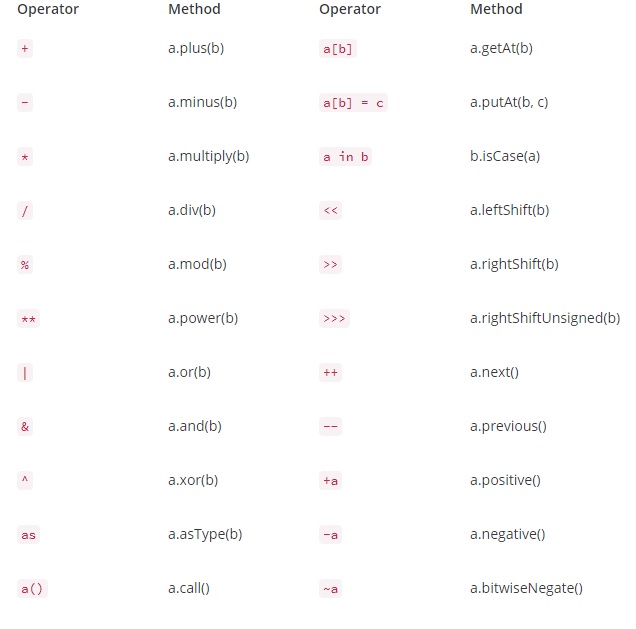 Operator Method Operator Method
+ a.plus(b) a[b] a.getAt(b)
- a.minus(b) a[b] = c a.putAt(b, c)
* a.multiply(b) a in b b.isCase(a)
/ a.div(b) << a.leftShift(b)
% a.mod(b) >> a.rightShift(b)
** a.power(b) >>> a.rightShiftUnsigned(b)
| a.or(b) ++ a.next()
& a.and(b) -- a.previous()
^ a.xor(b) +a a.positive()
as a.asType(b) -a a.negative()
a() a.call() ~a a.bitwiseNegate()